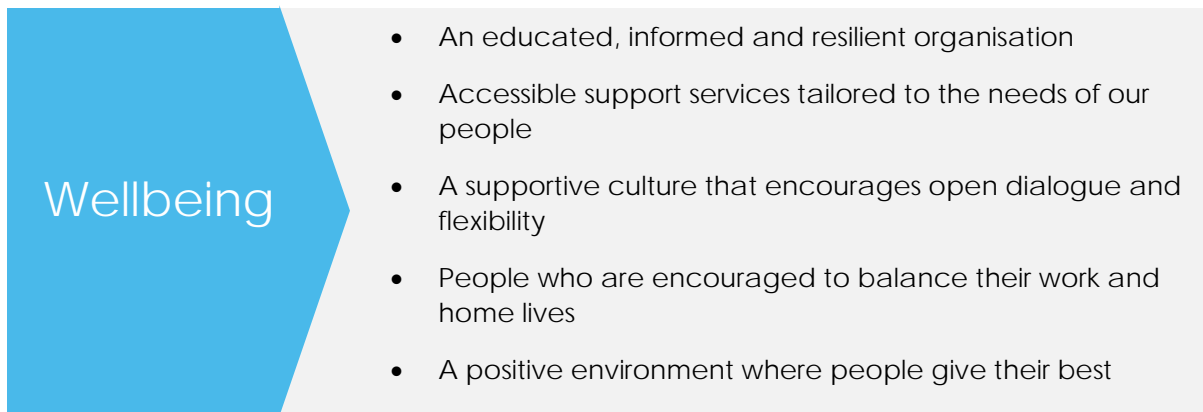 Wellbeing
• An educated, informed and resilient organisation
• Accessible support services tailored to the needs of our
people
• A supportive culture that encourages open dialogue and
flexibility
• People who are encouraged to balance their work and
home lives
• A positive environment where people give their best